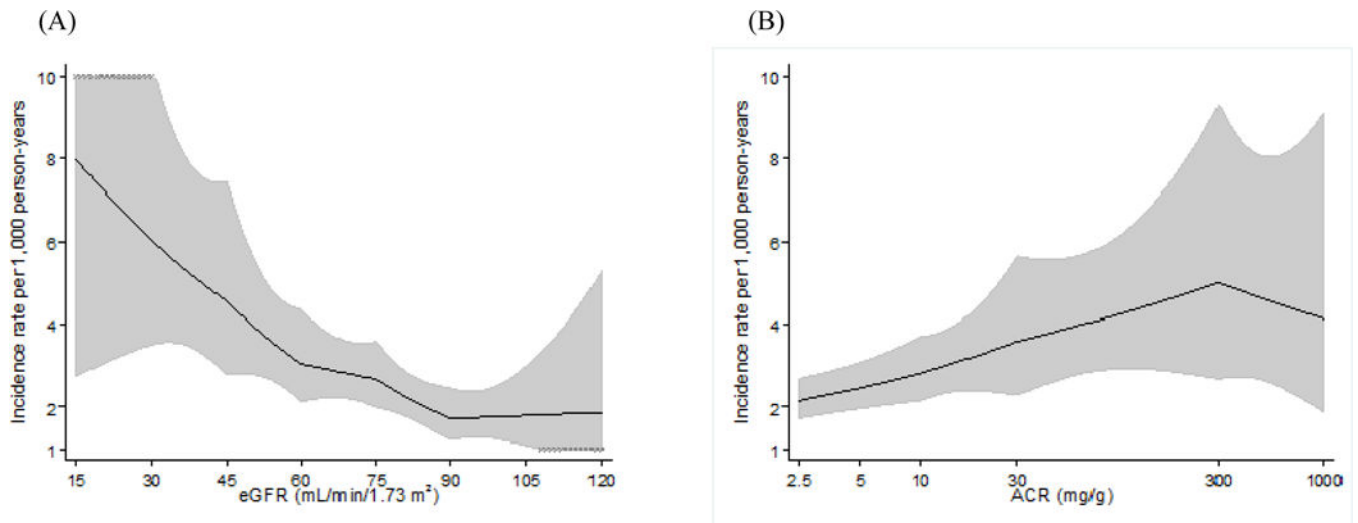 (A)
(B)
Incidence rate per 1,000 person-years
10
8
6
4
2
1
15 30 45 60 75 90 105 120
eGFR (mL/min/1.73 m²)
Incidence rate per 1,000 person-years
10
8
6
4
2
1
2.5 5 10 30 300 1000
ACR (mg/g)